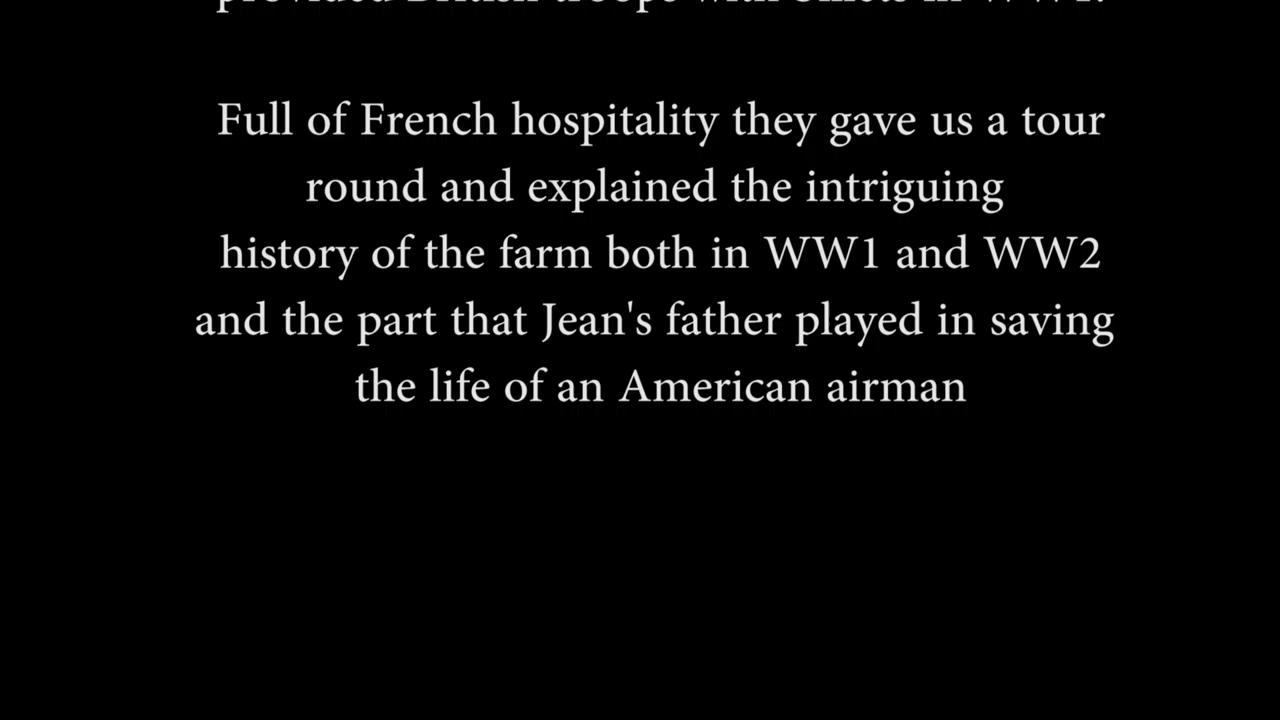 provided British troops with billets in WW1.
Full of French hospitality they gave us a tour
round and explained the intriguing
history of the farm both in WW1 and WW2
and the part that Jean's father played in saving
the life of an American airman